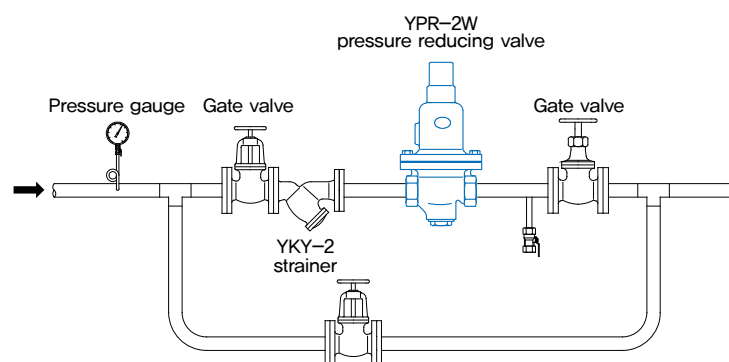 YPR-2W
pressure reducing valve
Pressure gauge
Gate valve
Gate valve
YKY-2
strainer